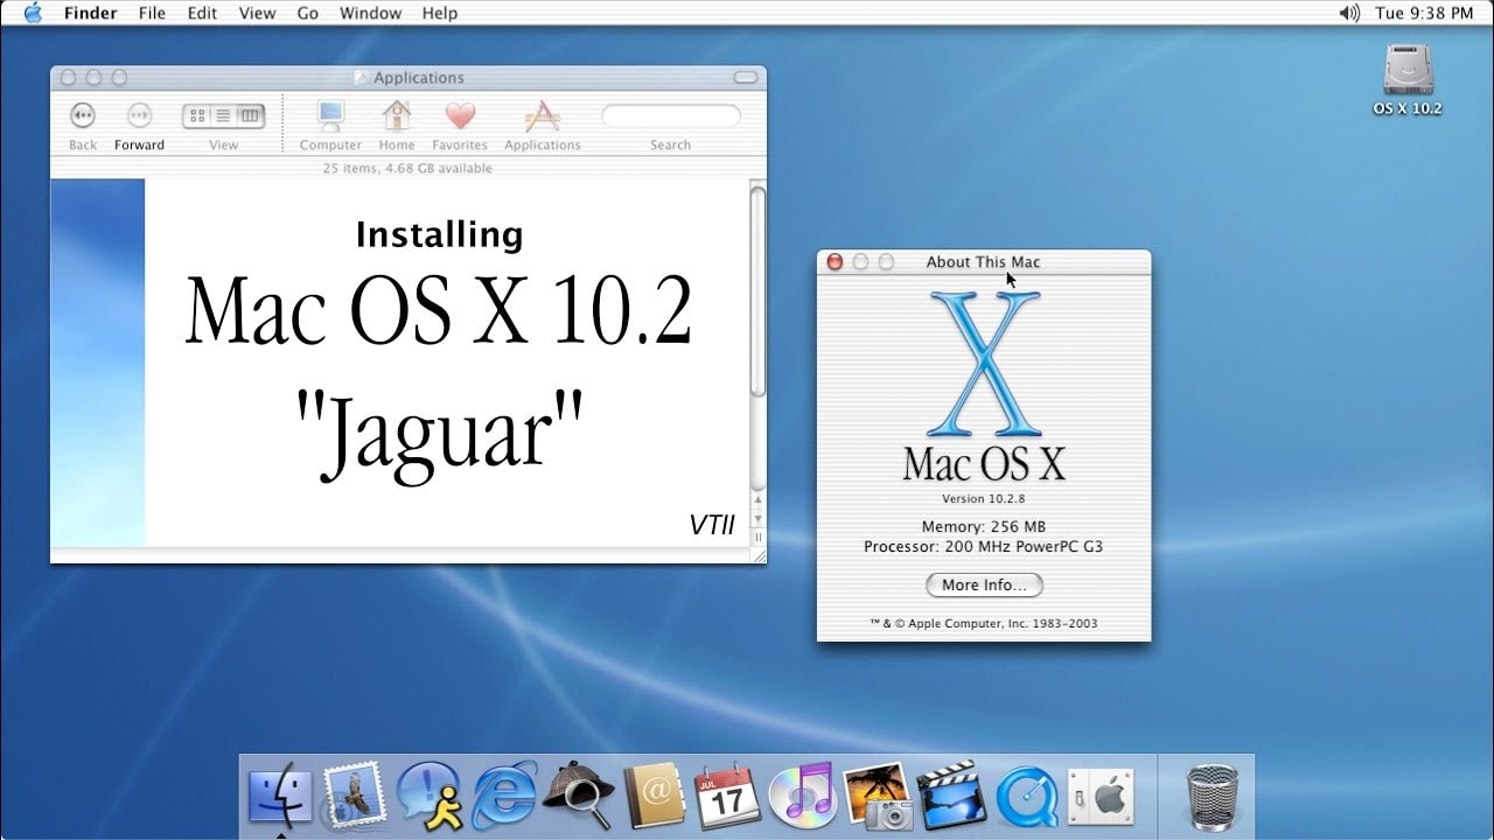 Finder File Edit View Go Window Help
Tue 9:38 PM
OS X 10.2
Applications
Back Forward View Computer Home Favorites Applications Search
25 items, 4.68 GB available
Installing
Mac OS X 10.2
"Jaguar"
VTII
About This Mac
X
Mac OS X
Version 10.2.8
Memory: 256 MB
Processor: 200 MHz PowerPC G3
More Info...
™ & © Apple Computer, Inc. 1983-2003
@
JUL
17